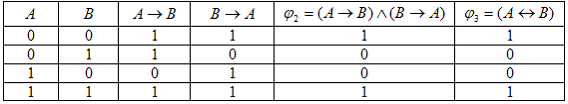 A B A → B B → A φ₂ = (A → B) ∧ (B → A) φ₃ = (A ↔ B)
0 0 1 1 1 1
0 1 1 0 0 0
1 0 0 1 0 0
1 1 1 1 1 1